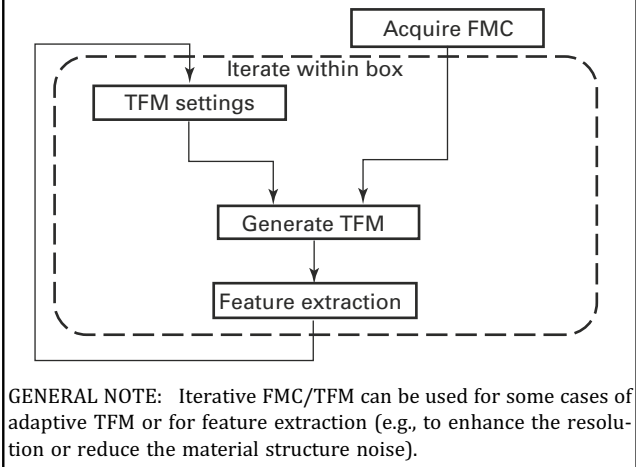 Acquire FMC
Iterate within box
TFM settings
Generate TFM
Feature extraction
GENERAL NOTE: Iterative FMC/TFM can be used for some cases of
adaptive TFM or for feature extraction (e.g., to enhance the resolu-
tion or reduce the material structure noise).